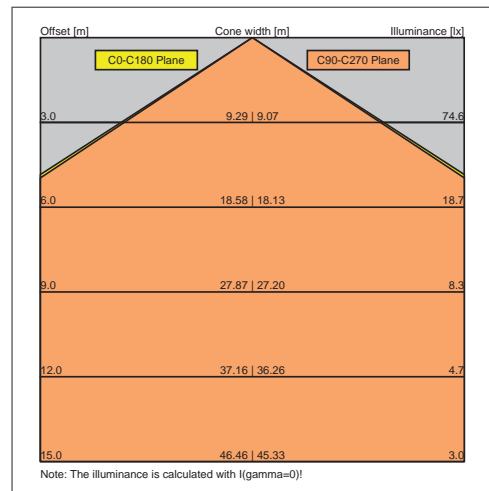 Offset [m] Cone width [m] Illuminance [lx]
C0-C180 Plane C90-C270 Plane
3.0 9.29 | 9.07 74.6
6.0 18.58 | 18.13 18.7
9.0 27.87 | 27.20 8.3
12.0 37.16 | 36.26 4.7
15.0 46.46 | 45.33 3.0
Note: The illuminance is calculated with I(gamma=0)!